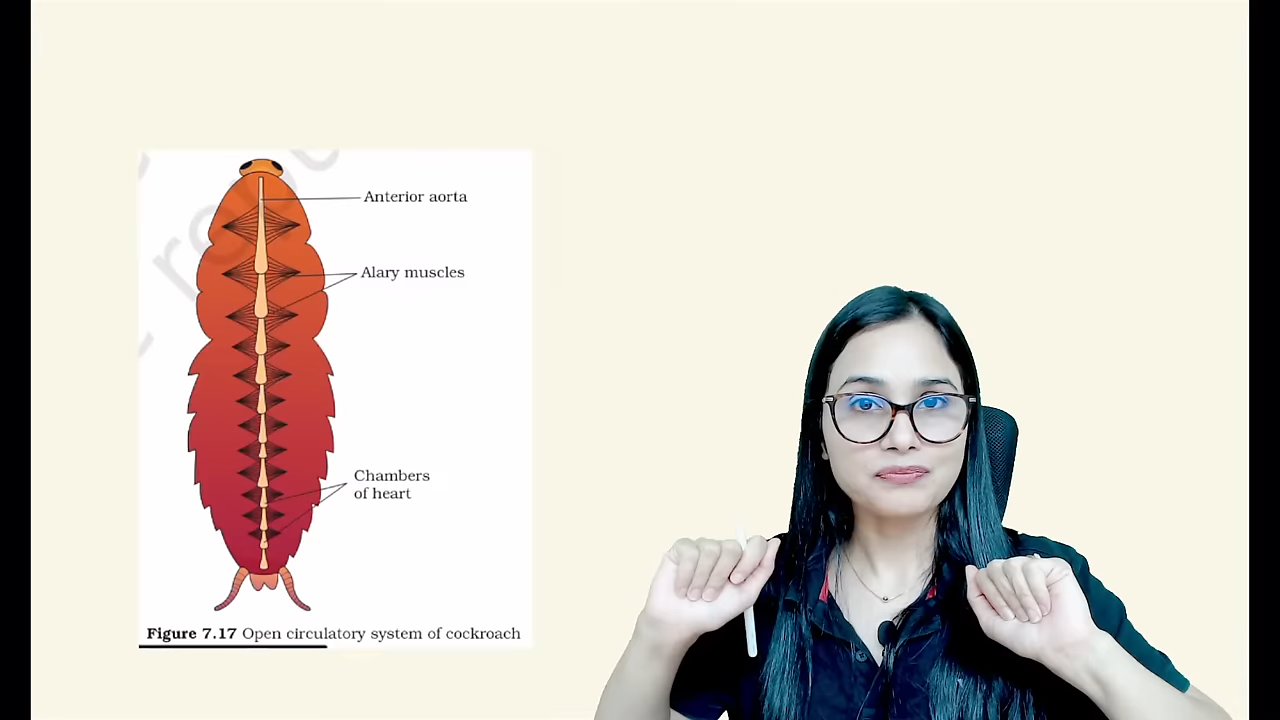 Anterior aorta
Alary muscles
Chambers
of heart
Figure 7.17 Open circulatory system of cockroach